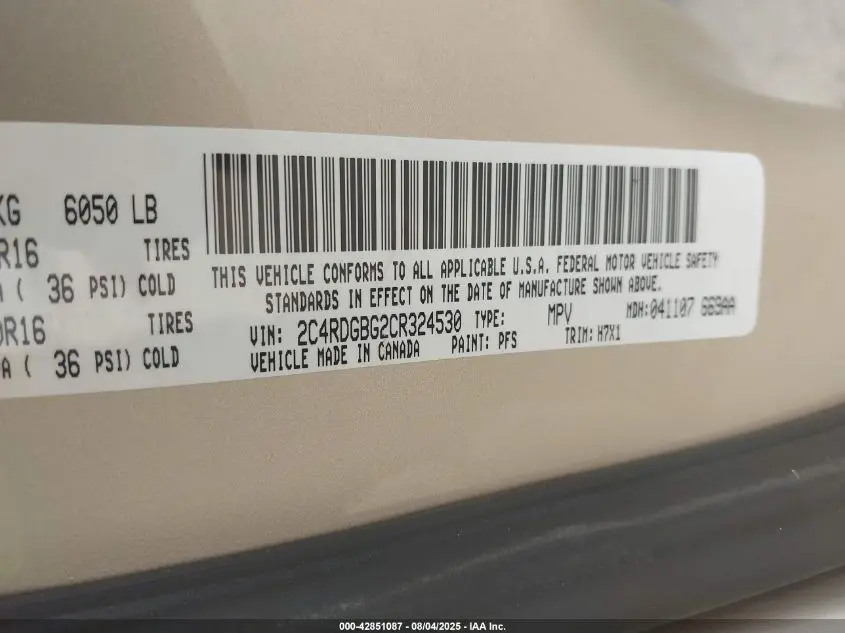 KG 6050 LB
R16 TIRES
( 36 PSI) COLD
0R16 TIRES
A ( 36 PSI) COLD
THIS VEHICLE CONFORMS TO ALL APPLICABLE U.S.A. FEDERAL MOTOR VEHICLE SAFETY
STANDARDS IN EFFECT ON THE DATE OF MANUFACTURE SHOWN ABOVE.
VIN: 2C4RDGBG2CR324530 TYPE: MPV MDH:041107 669AA
VEHICLE MADE IN CANADA PAINT: PFS TRIM: H7X1
000-42851087 - 08/04/2025 - IAA Inc.